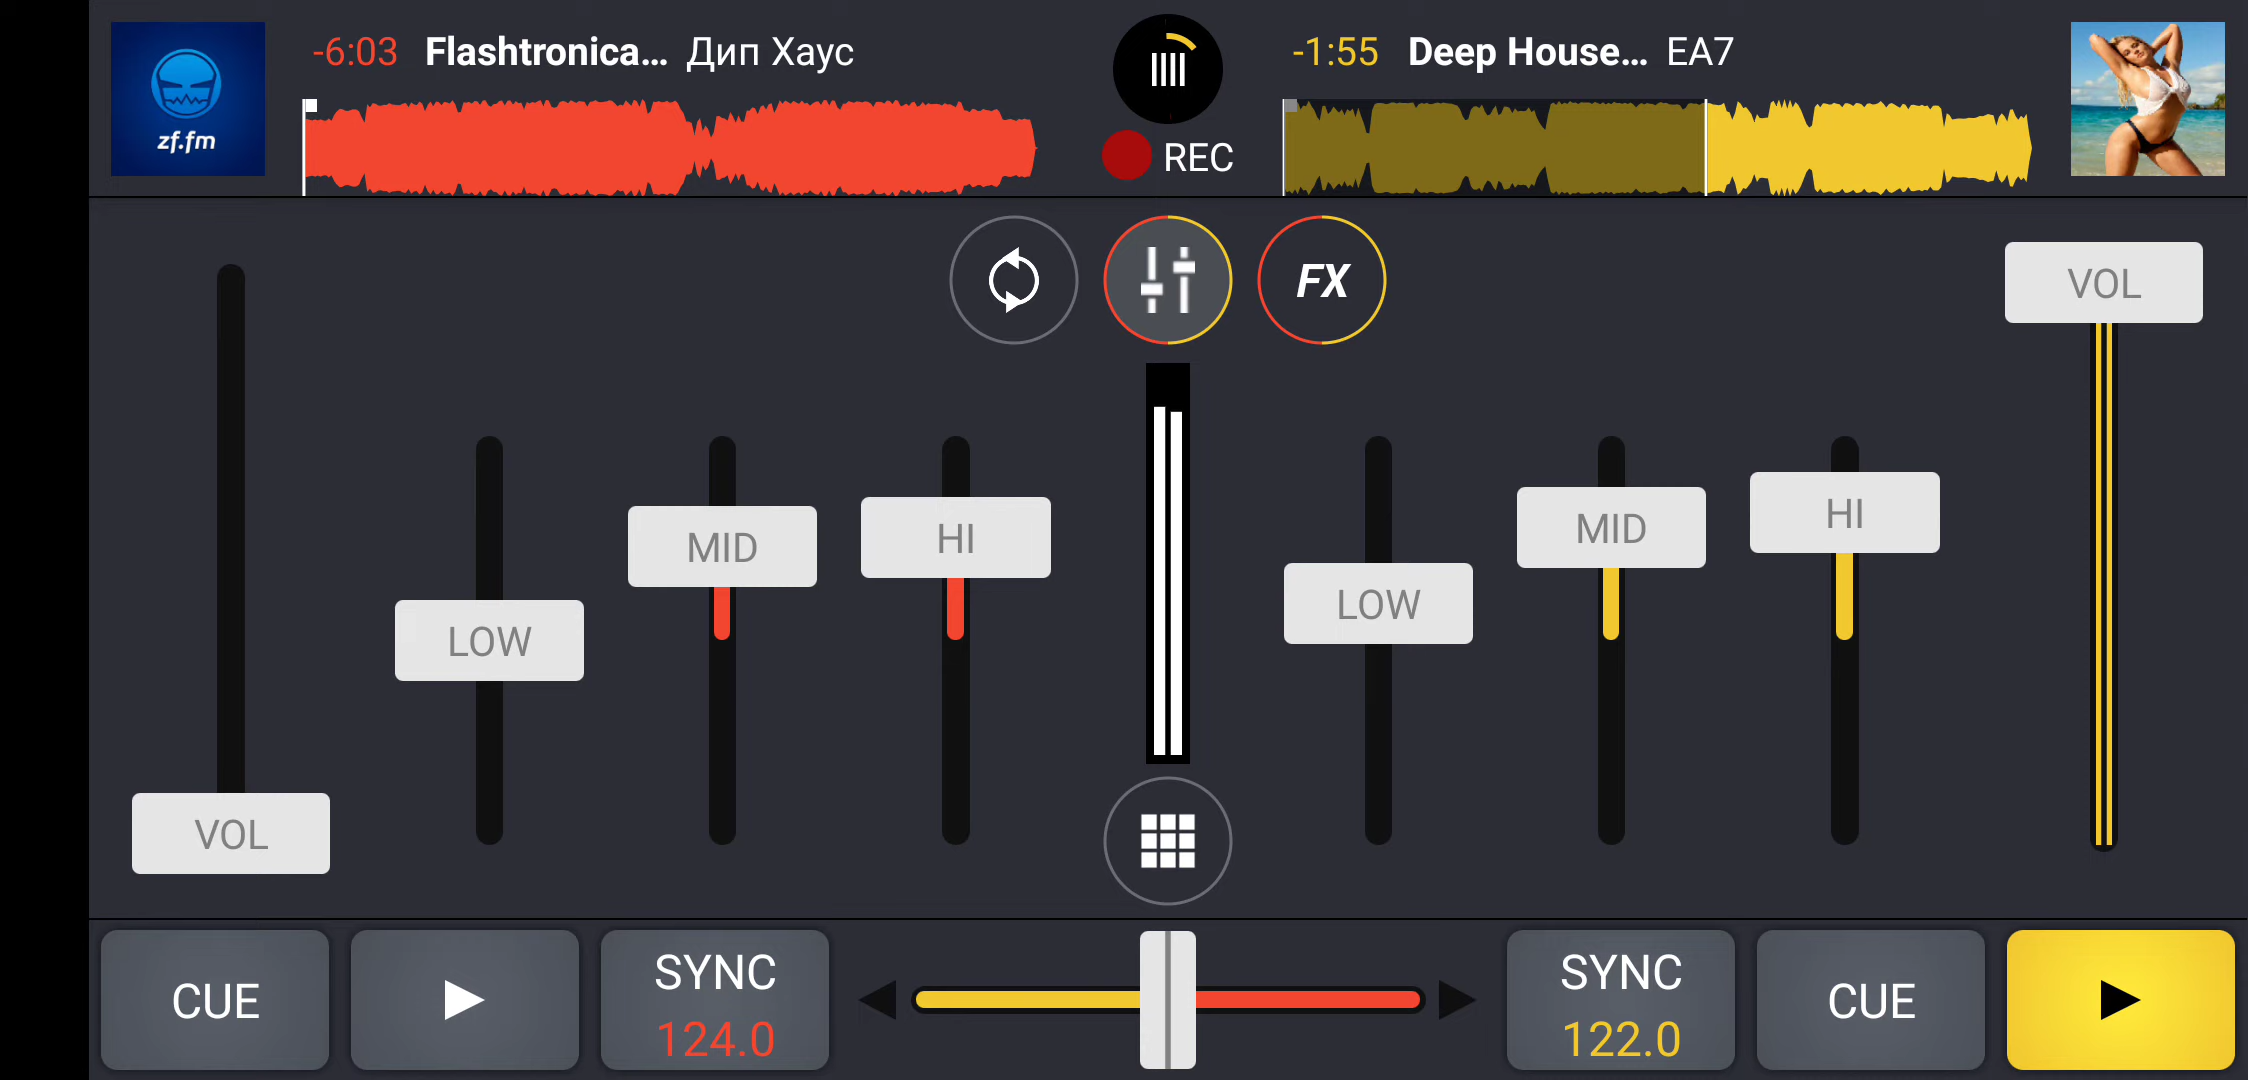 zf.fm
-6:03 Flashtronica... Дип Хаус
REC
-1:55 Deep House... EA7
FX
VOL
LOW
MID
HI
LOW
MID
HI
VOL
CUE
SYNC
124.0
SYNC
122.0
CUE